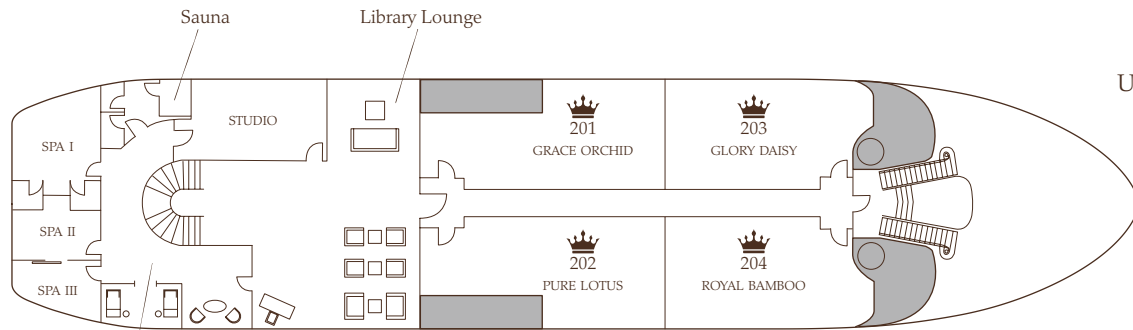 Sauna
Library Lounge
U
STUDIO
SPA I
201
GRACE ORCHID
203
GLORY DAISY
SPA II
202
PURE LOTUS
204
ROYAL BAMBOO
SPA III